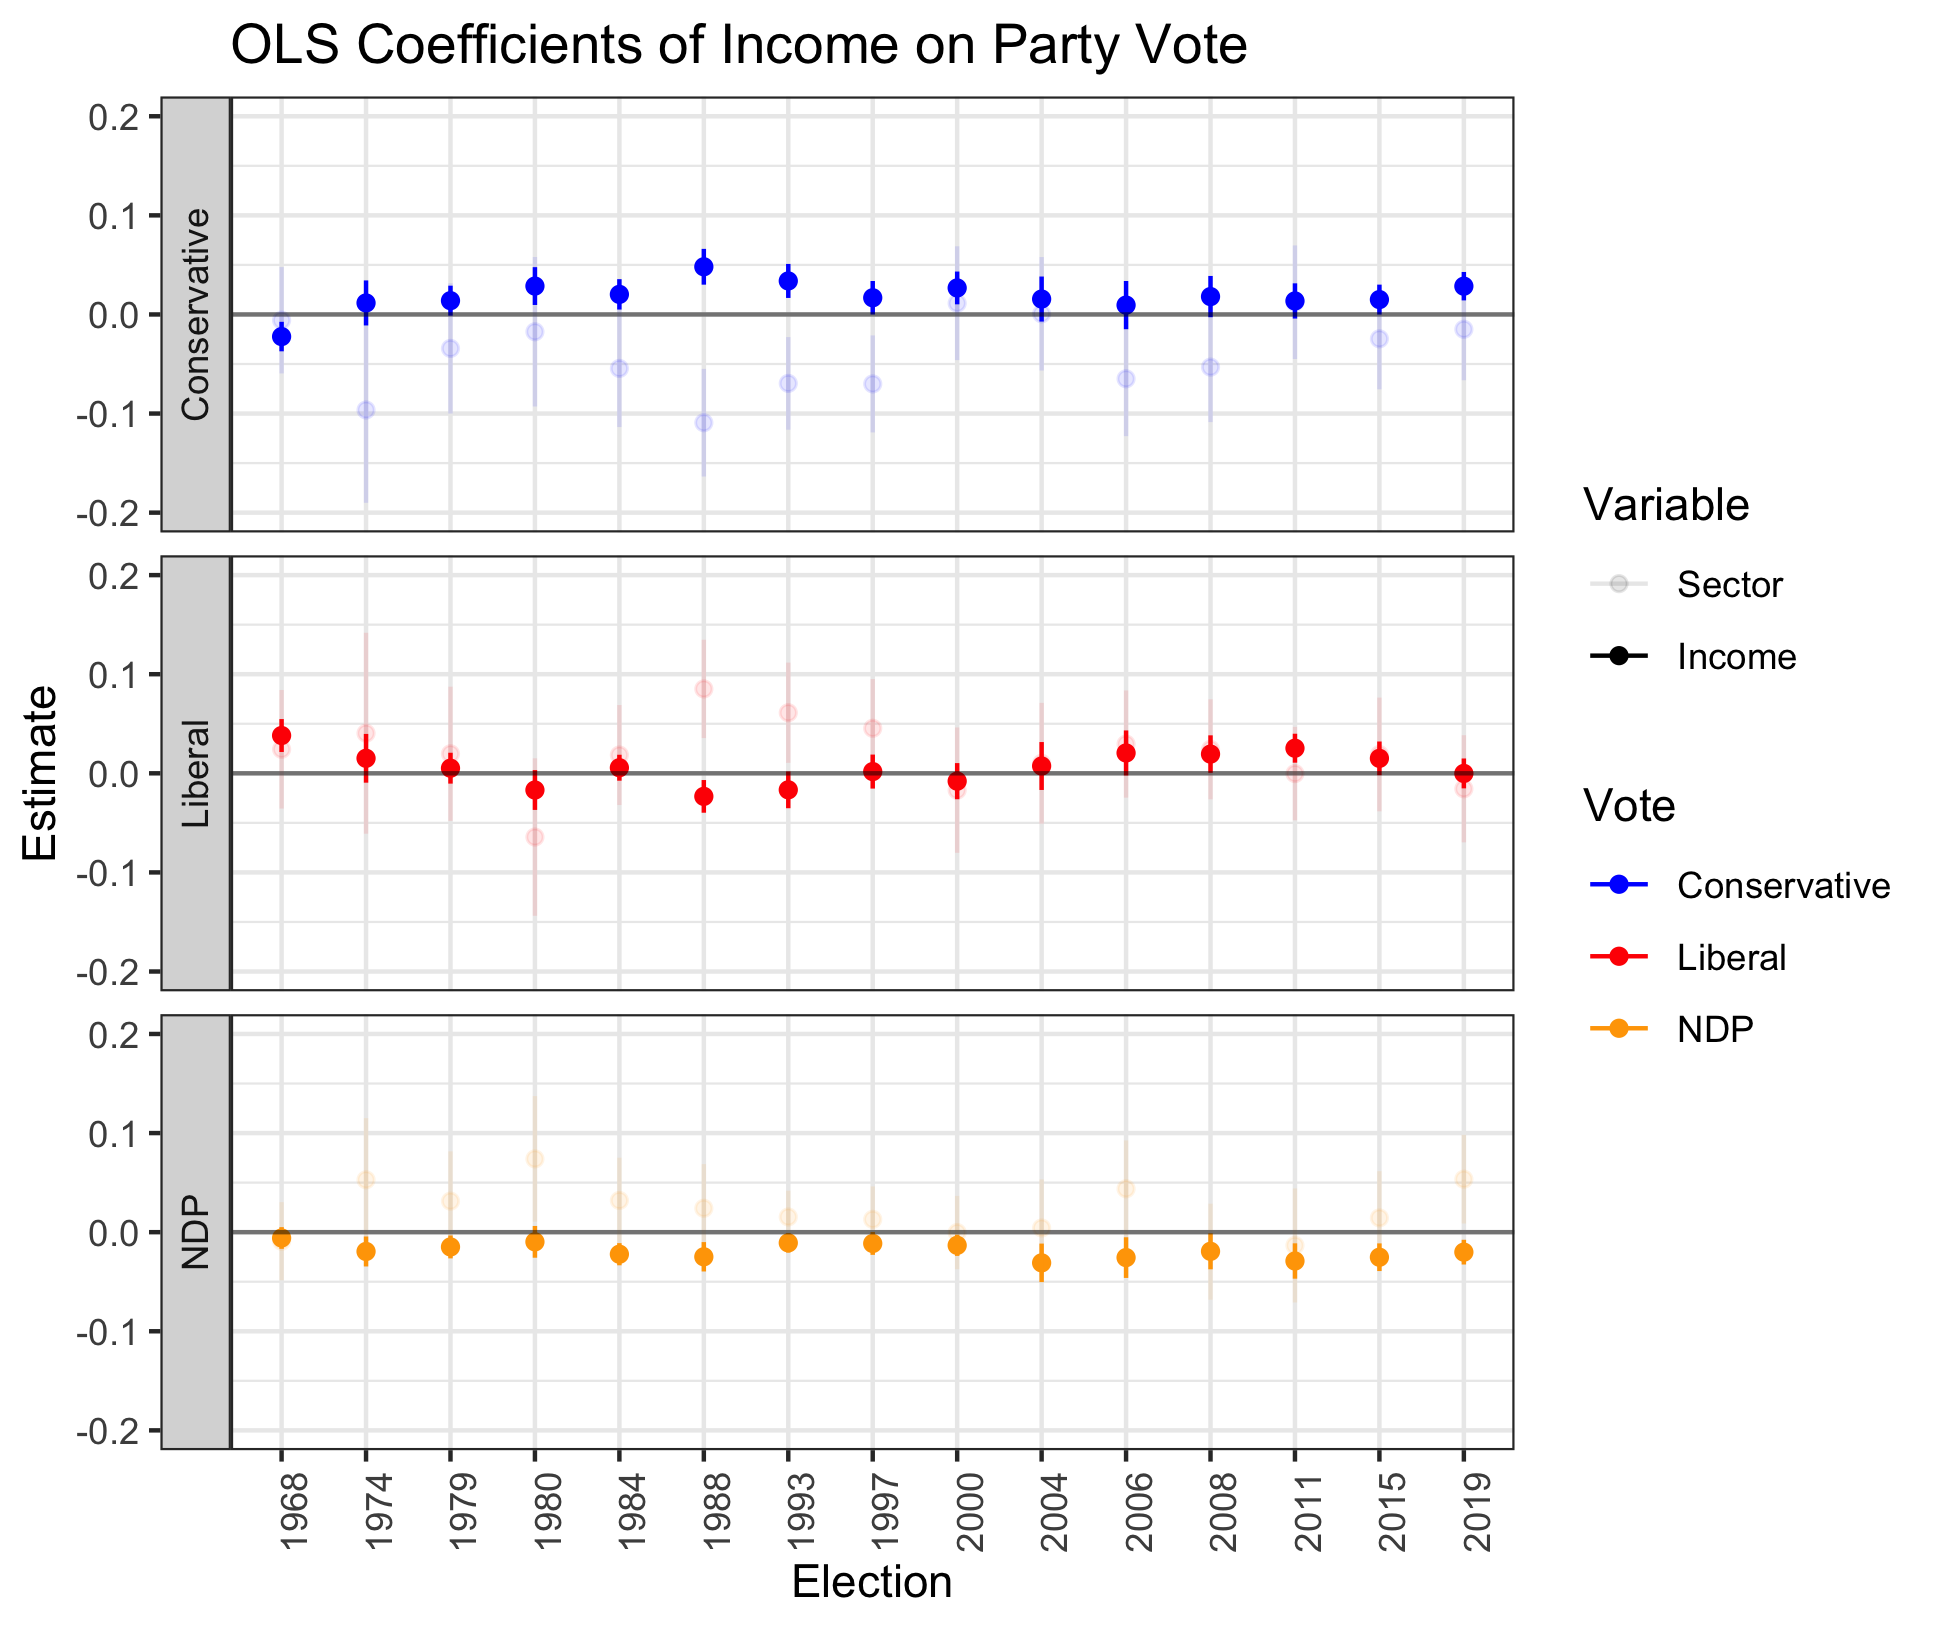 OLS Coefficients of Income on Party Vote
Estimate
Conservative
0.2
0.1
0.0
-0.1
-0.2
Liberal
0.2
0.1
0.0
-0.1
-0.2
NDP
0.2
0.1
0.0
-0.1
-0.2
1968
1974
1979
1980
1984
1988
1993
1997
2000
2004
2006
2008
2011
2015
2019
Election
Variable
Sector
Income
Vote
Conservative
Liberal
NDP